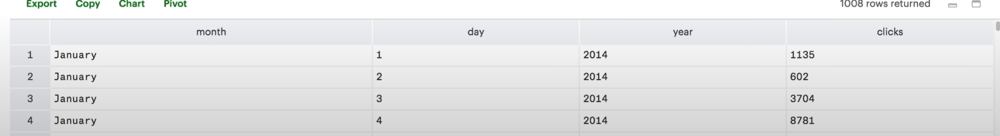 Export Copy Chart Pivot 1008 rows returned
month day year clicks
1 January 1 2014 1135
2 January 2 2014 602
3 January 3 2014 3704
4 January 4 2014 8781